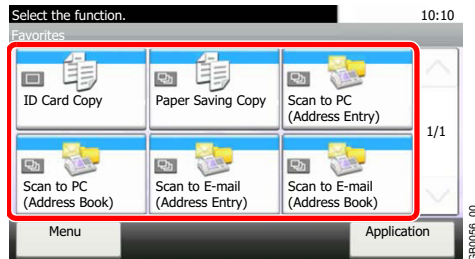 Select the function.
10:10
Favorites
ID Card Copy
Paper Saving Copy
Scan to PC
(Address Entry)
1/1
Scan to PC
(Address Book)
Scan to E-mail
(Address Entry)
Scan to E-mail
(Address Book)
Menu
Application
GB0056_00